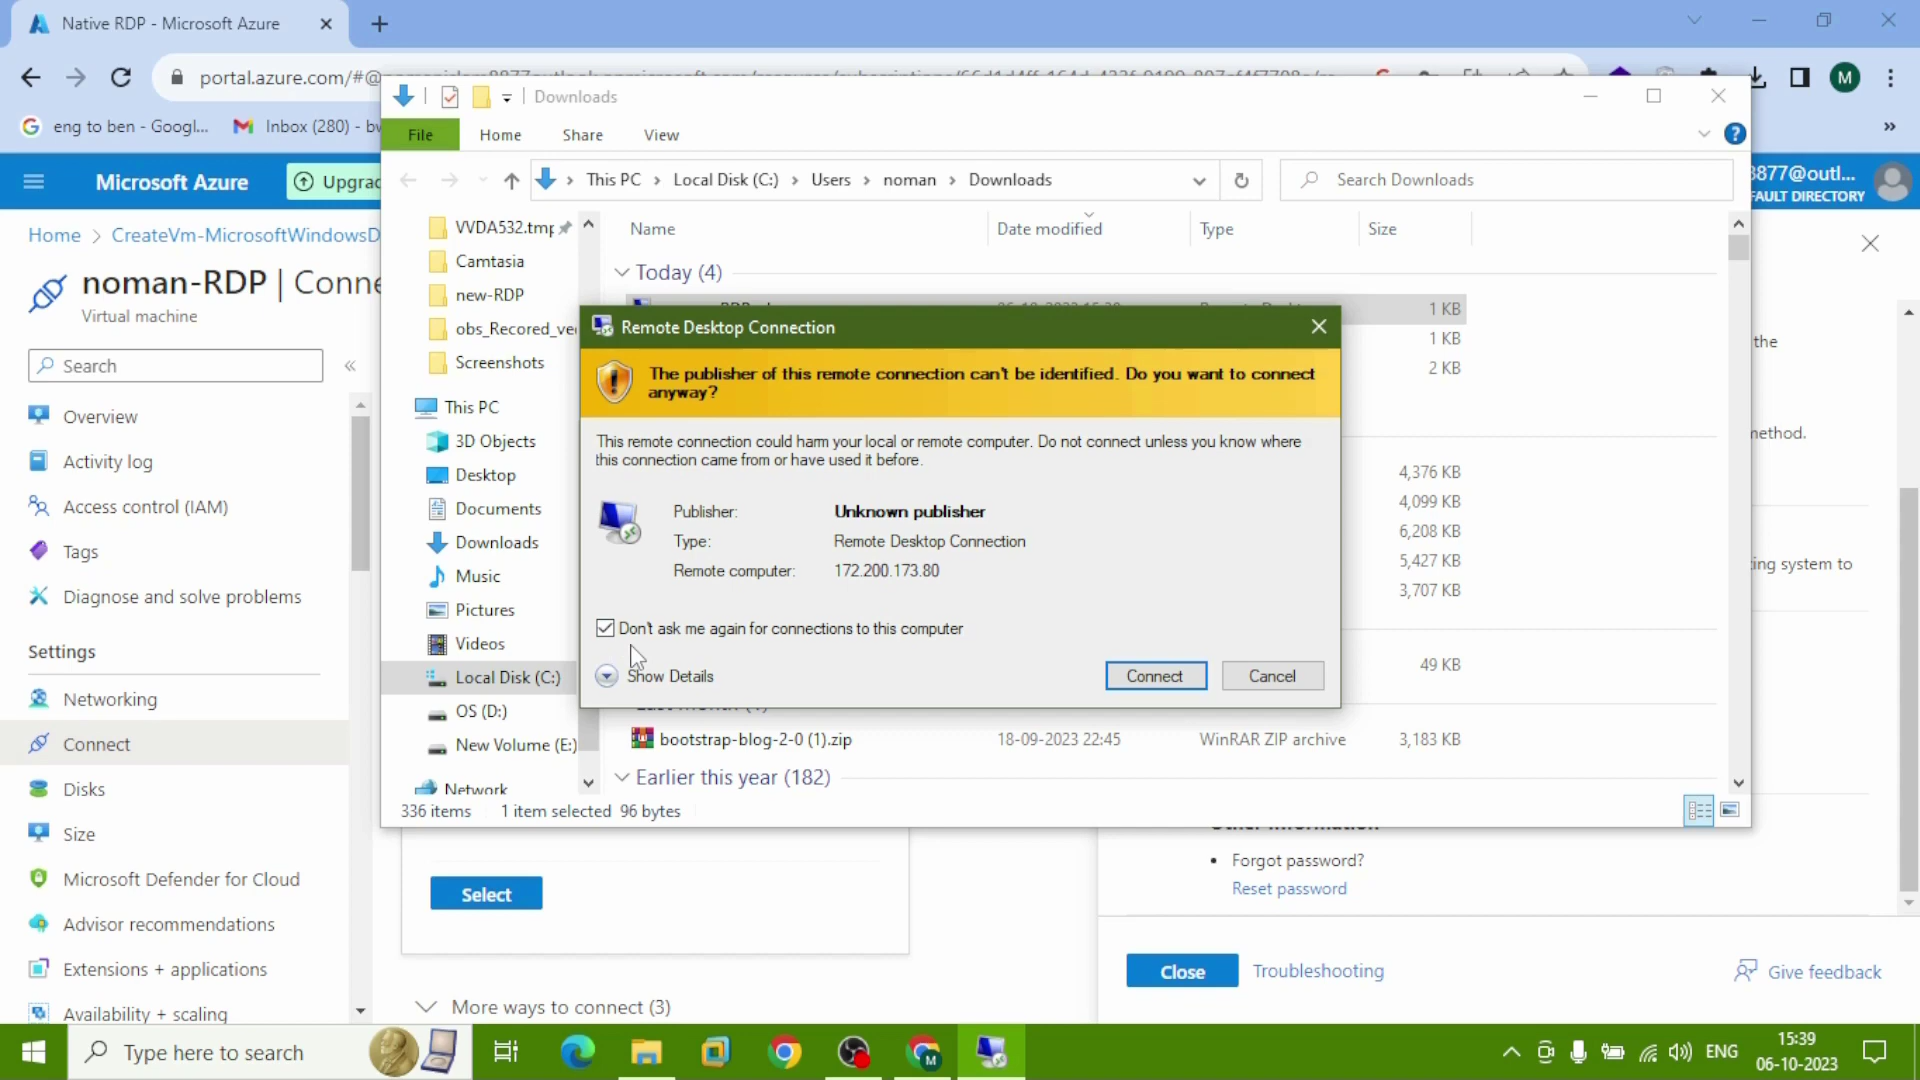 Native RDP - Microsoft Azure
eng to ben - Googl...
Inbox (280) - bw
Downloads
File
Home
Share
View
?
M
Microsoft Azure
Upgrad
This PC
Local Disk (C:)
Users
noman
Downloads
Search Downloads
8877@outl...
FAULT DIRECTORY
Home
CreateVm-MicrosoftWindowsD
noman-RDP | Conne
Virtual machine
Search
Overview
Activity log
Access control (IAM)
Tags
Diagnose and solve problems
Settings
Networking
Connect
Disks
Size
Microsoft Defender for Cloud
Advisor recommendations
Extensions + applications
Availability + scaling
VVDA532.tmp
Camtasia
new-RDP
Screenshots
This PC
3D Objects
Desktop
Documents
Downloads
Music
Pictures
Videos
Local Disk (C:)
OS (D:)
New Volume (E:)
Network
Name
Date modified
Type
Size
Today (4)
1 KB
1 KB
2 KB
4,376 KB
4,099 KB
6,208 KB
5,427 KB
3,707 KB
49 KB
bootstrap-blog-2-0 (1).zip
18-09-2023 22:45
WinRAR ZIP archive
3,183 KB
Earlier this year (182)
336 items
1 item selected
96 bytes
Remote Desktop Connection
The publisher of this remote connection can't be identified. Do you want to connect
anyway?
This remote connection could harm your local or remote computer. Do not connect unless you know where
this connection came from or have used it before.
Publisher:
Unknown publisher
Type:
Remote Desktop Connection
Remote computer:
172.200.173.80
Don't ask me again for connections to this computer
Show Details
Connect
Cancel
the
method.
ing system to
Select
More ways to connect (3)
Forgot password?
Reset password
Close
Troubleshooting
Give feedback
Type here to search
M
ENG
15:39
06-10-2023